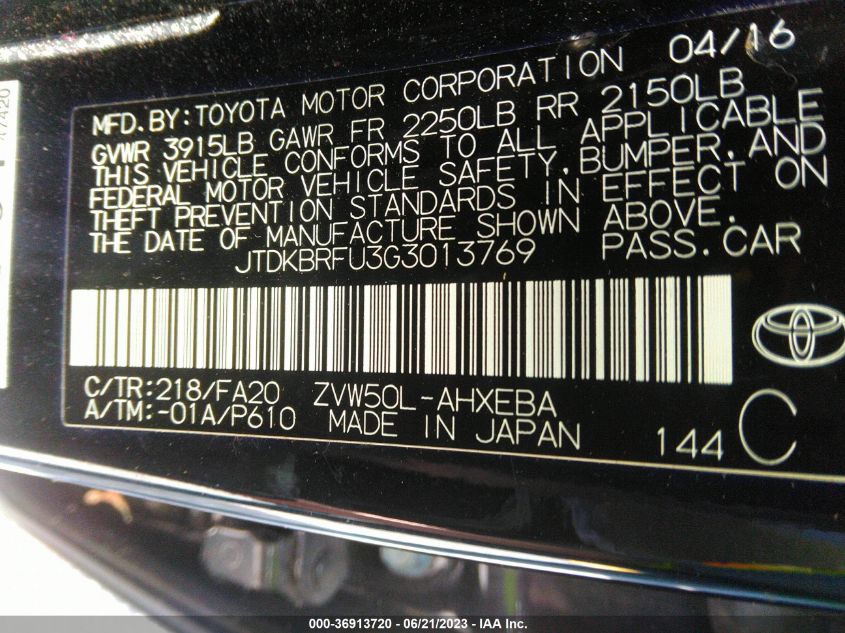 MFD.BY:TOYOTA MOTOR CORPORATION 04/16
GVWR 3915LB GAWR FR 2250LB RR 2150LB
THIS VEHICLE CONFORMS TO ALL APPLICABLE
FEDERAL MOTOR VEHICLE SAFETY,BUMPER,AND
THEFT PREVENTION STANDARDS IN EFFECT ON
THE DATE OF MANUFACTURE SHOWN ABOVE.
JTDKBRFU3G3013769 PASS.CAR
C/TR:218/FA20 ZVW50L-AHXEBA
A/TM:-01A/P610 MADE IN JAPAN 144 C
000-36913720 - 06/21/2023 - IAA Inc.